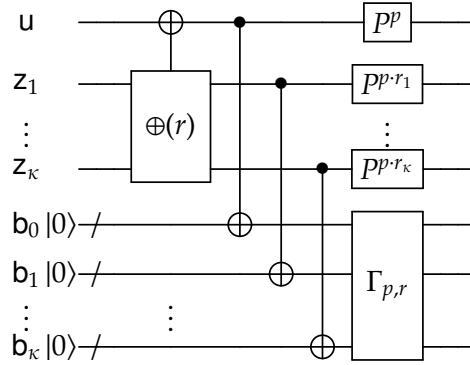 u P^p
z_1 P^{p·r_1}
⋮ ⊕(r) ⋮
z_κ P^{p·r_κ}
b_0 |0⟩
b_1 |0⟩ Γ_{p,r}
⋮ ⋮ ⋮
b_κ |0⟩